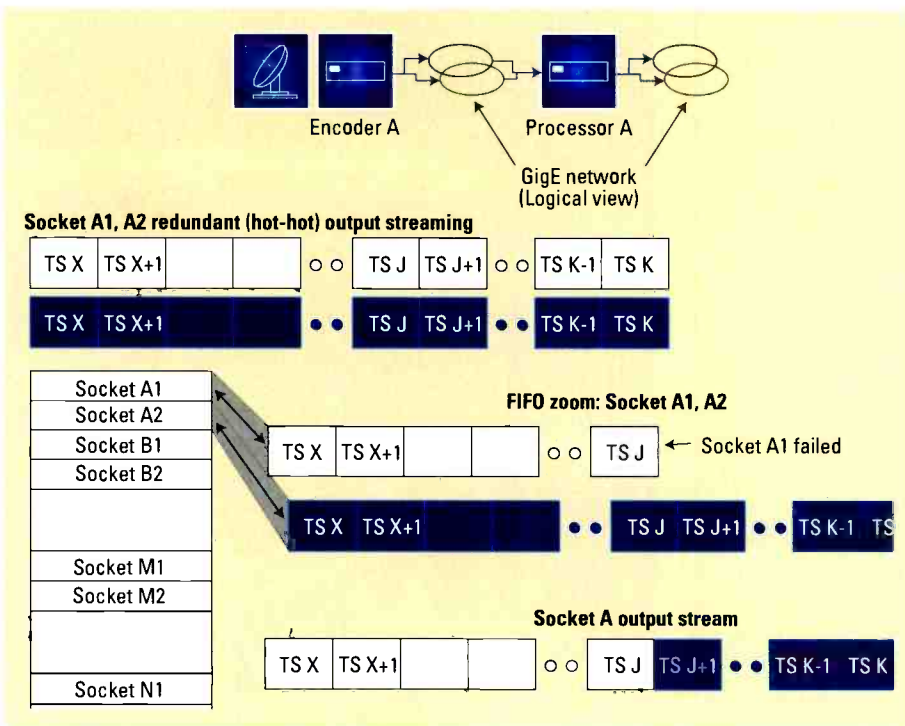 Encoder A
Processor A
GigE network
(Logical view)
Socket A1, A2 redundant (hot-hot) output streaming
TS X TS X+1 TS J TS J+1 TS K-1 TS K
TS X TS X+1 TS J TS J+1 TS K-1 TS K
Socket A1
Socket A2
Socket B1
Socket B2
Socket M1
Socket M2
Socket N1
FIFO zoom: Socket A1, A2
TS X TS X+1 TS J
Socket A1 failed
TS X TS X+1 TS J TS J+1 TS K-1 TS
Socket A output stream
TS X TS X+1 TS J TS J+1 TS K-1 TS K